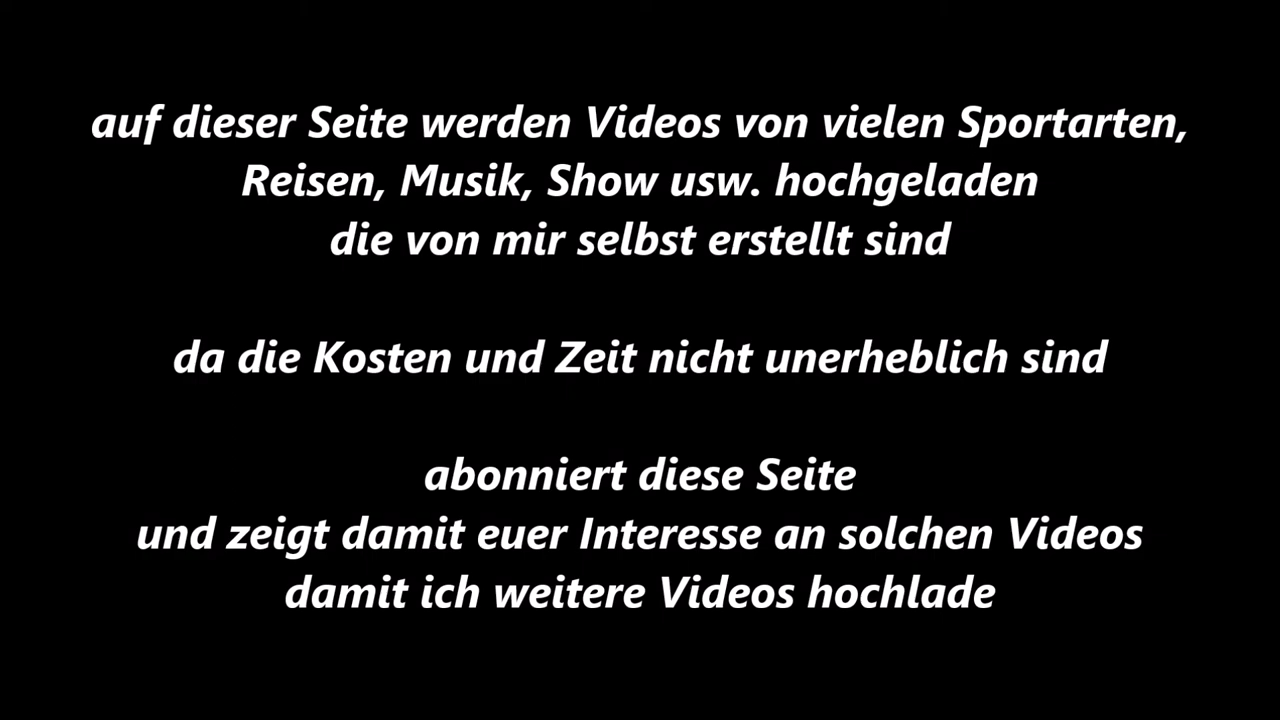 auf dieser Seite werden Videos von vielen Sportarten,
Reisen, Musik, Show usw. hochgeladen
die von mir selbst erstellt sind
da die Kosten und Zeit nicht unerheblich sind
abonniert diese Seite
und zeigt damit euer Interesse an solchen Videos
damit ich weitere Videos hochlade